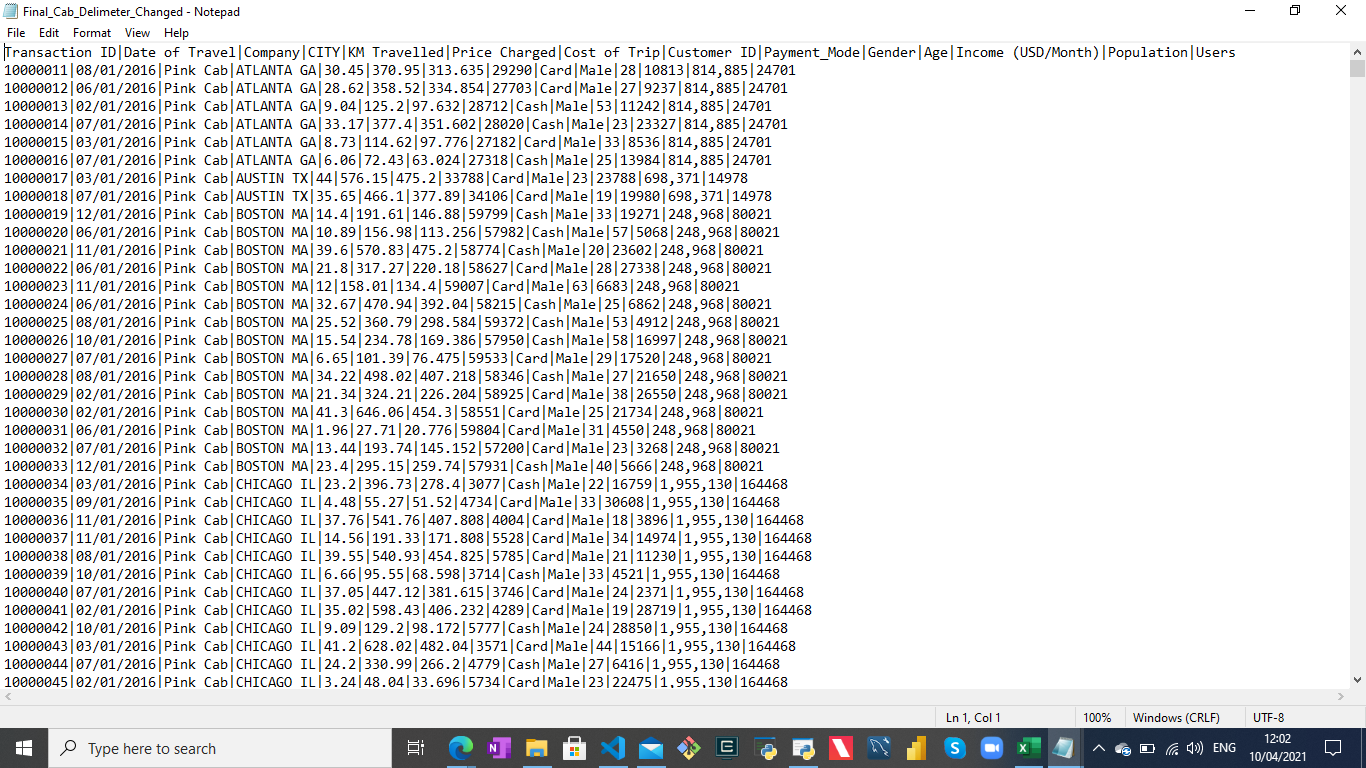 Final_Cab_Delimeter_Changed - Notepad
File Edit Format View Help
Transaction ID|Date of Travel|Company|CITY|KM Travelled|Price Charged|Cost of Trip|Customer ID|Payment_Mode|Gender|Age|Income (USD/Month)|Population|Users
10000011|08/01/2016|Pink Cab|ATLANTA GA|30.45|370.95|313.635|29290|Card|Male|28|10813|814,885|24701
10000012|06/01/2016|Pink Cab|ATLANTA GA|28.62|358.52|334.854|27703|Card|Male|27|9237|814,885|24701
10000013|02/01/2016|Pink Cab|ATLANTA GA|9.04|125.2|97.632|28712|Cash|Male|53|11242|814,885|24701
10000014|07/01/2016|Pink Cab|ATLANTA GA|33.17|377.4|351.602|28020|Cash|Male|23|23327|814,885|24701
10000015|03/01/2016|Pink Cab|ATLANTA GA|8.73|114.62|97.776|27182|Card|Male|33|8536|814,885|24701
10000016|07/01/2016|Pink Cab|ATLANTA GA|6.06|72.43|63.024|27318|Cash|Male|25|13984|814,885|24701
10000017|03/01/2016|Pink Cab|AUSTIN TX|44|576.15|475.2|33788|Card|Male|23|23788|698,371|14978
10000018|07/01/2016|Pink Cab|AUSTIN TX|35.65|466.1|377.89|34106|Card|Male|19|19980|698,371|14978
10000019|12/01/2016|Pink Cab|BOSTON MA|14.4|191.61|146.88|59799|Cash|Male|33|19271|248,968|80021
10000020|06/01/2016|Pink Cab|BOSTON MA|10.89|156.98|113.256|57982|Cash|Male|57|5068|248,968|80021
10000021|11/01/2016|Pink Cab|BOSTON MA|39.6|570.83|475.2|58774|Cash|Male|20|23602|248,968|80021
10000022|06/01/2016|Pink Cab|BOSTON MA|21.8|317.27|220.18|58627|Card|Male|28|27338|248,968|80021
10000023|11/01/2016|Pink Cab|BOSTON MA|12|158.01|134.4|59007|Card|Male|63|6683|248,968|80021
10000024|06/01/2016|Pink Cab|BOSTON MA|32.67|470.94|392.04|58215|Cash|Male|25|6862|248,968|80021
10000025|08/01/2016|Pink Cab|BOSTON MA|25.52|360.79|298.584|59372|Cash|Male|53|4912|248,968|80021
10000026|10/01/2016|Pink Cab|BOSTON MA|15.54|234.78|169.386|57950|Cash|Male|58|16997|248,968|80021
10000027|07/01/2016|Pink Cab|BOSTON MA|6.65|101.39|76.475|59533|Card|Male|29|17520|248,968|80021
10000028|08/01/2016|Pink Cab|BOSTON MA|34.22|498.02|407.218|58346|Cash|Male|27|21650|248,968|80021
10000029|02/01/2016|Pink Cab|BOSTON MA|21.34|324.21|226.204|58925|Card|Male|38|26550|248,968|80021
10000030|02/01/2016|Pink Cab|BOSTON MA|41.3|646.06|454.3|58551|Card|Male|25|21734|248,968|80021
10000031|06/01/2016|Pink Cab|BOSTON MA|1.96|27.71|20.776|59804|Card|Male|31|4550|248,968|80021
10000032|07/01/2016|Pink Cab|BOSTON MA|13.44|193.74|145.152|57200|Card|Male|23|3268|248,968|80021
10000033|12/01/2016|Pink Cab|BOSTON MA|23.4|295.15|259.74|57931|Cash|Male|40|5666|248,968|80021
10000034|03/01/2016|Pink Cab|CHICAGO IL|23.2|396.73|278.4|3077|Cash|Male|22|16759|1,955,130|164468
10000035|09/01/2016|Pink Cab|CHICAGO IL|4.48|55.27|51.52|4734|Card|Male|33|30608|1,955,130|164468
10000036|11/01/2016|Pink Cab|CHICAGO IL|37.76|541.76|407.808|4004|Card|Male|18|3896|1,955,130|164468
10000037|11/01/2016|Pink Cab|CHICAGO IL|14.56|191.33|171.808|5528|Card|Male|34|14974|1,955,130|164468
10000038|08/01/2016|Pink Cab|CHICAGO IL|39.55|540.93|454.825|5785|Card|Male|21|11230|1,955,130|164468
10000039|10/01/2016|Pink Cab|CHICAGO IL|6.66|95.55|68.598|3714|Cash|Male|33|4521|1,955,130|164468
10000040|07/01/2016|Pink Cab|CHICAGO IL|37.05|447.12|381.615|3746|Card|Male|24|2371|1,955,130|164468
10000041|02/01/2016|Pink Cab|CHICAGO IL|35.02|598.43|406.232|4289|Card|Male|19|28719|1,955,130|164468
10000042|10/01/2016|Pink Cab|CHICAGO IL|9.09|129.2|98.172|5777|Cash|Male|24|28850|1,955,130|164468
10000043|03/01/2016|Pink Cab|CHICAGO IL|41.2|628.02|482.04|3571|Card|Male|44|15166|1,955,130|164468
10000044|07/01/2016|Pink Cab|CHICAGO IL|24.2|330.99|266.2|4779|Cash|Male|27|6416|1,955,130|164468
10000045|02/01/2016|Pink Cab|CHICAGO IL|3.24|48.04|33.696|5734|Card|Male|23|22475|1,955,130|164468
Ln 1, Col 1 100% Windows (CRLF) UTF-8
Type here to search
ENG
12:02
10/04/2021